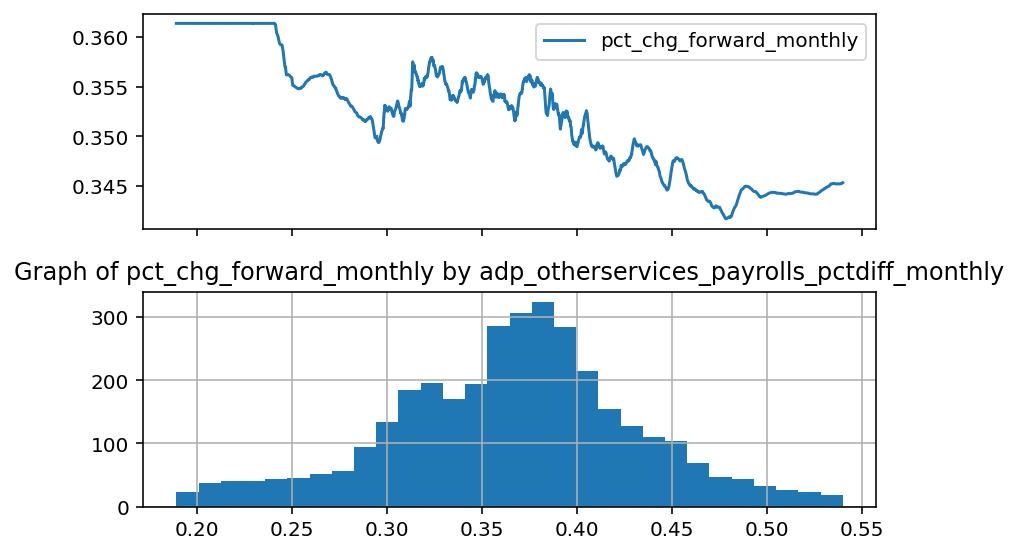 0.360
0.355
0.350
0.345
pct_chg_forward_monthly
Graph of pct_chg_forward_monthly by adp_otherservices_payrolls_pctdiff_monthly
300
200
100
0
0.20 0.25 0.30 0.35 0.40 0.45 0.50 0.55